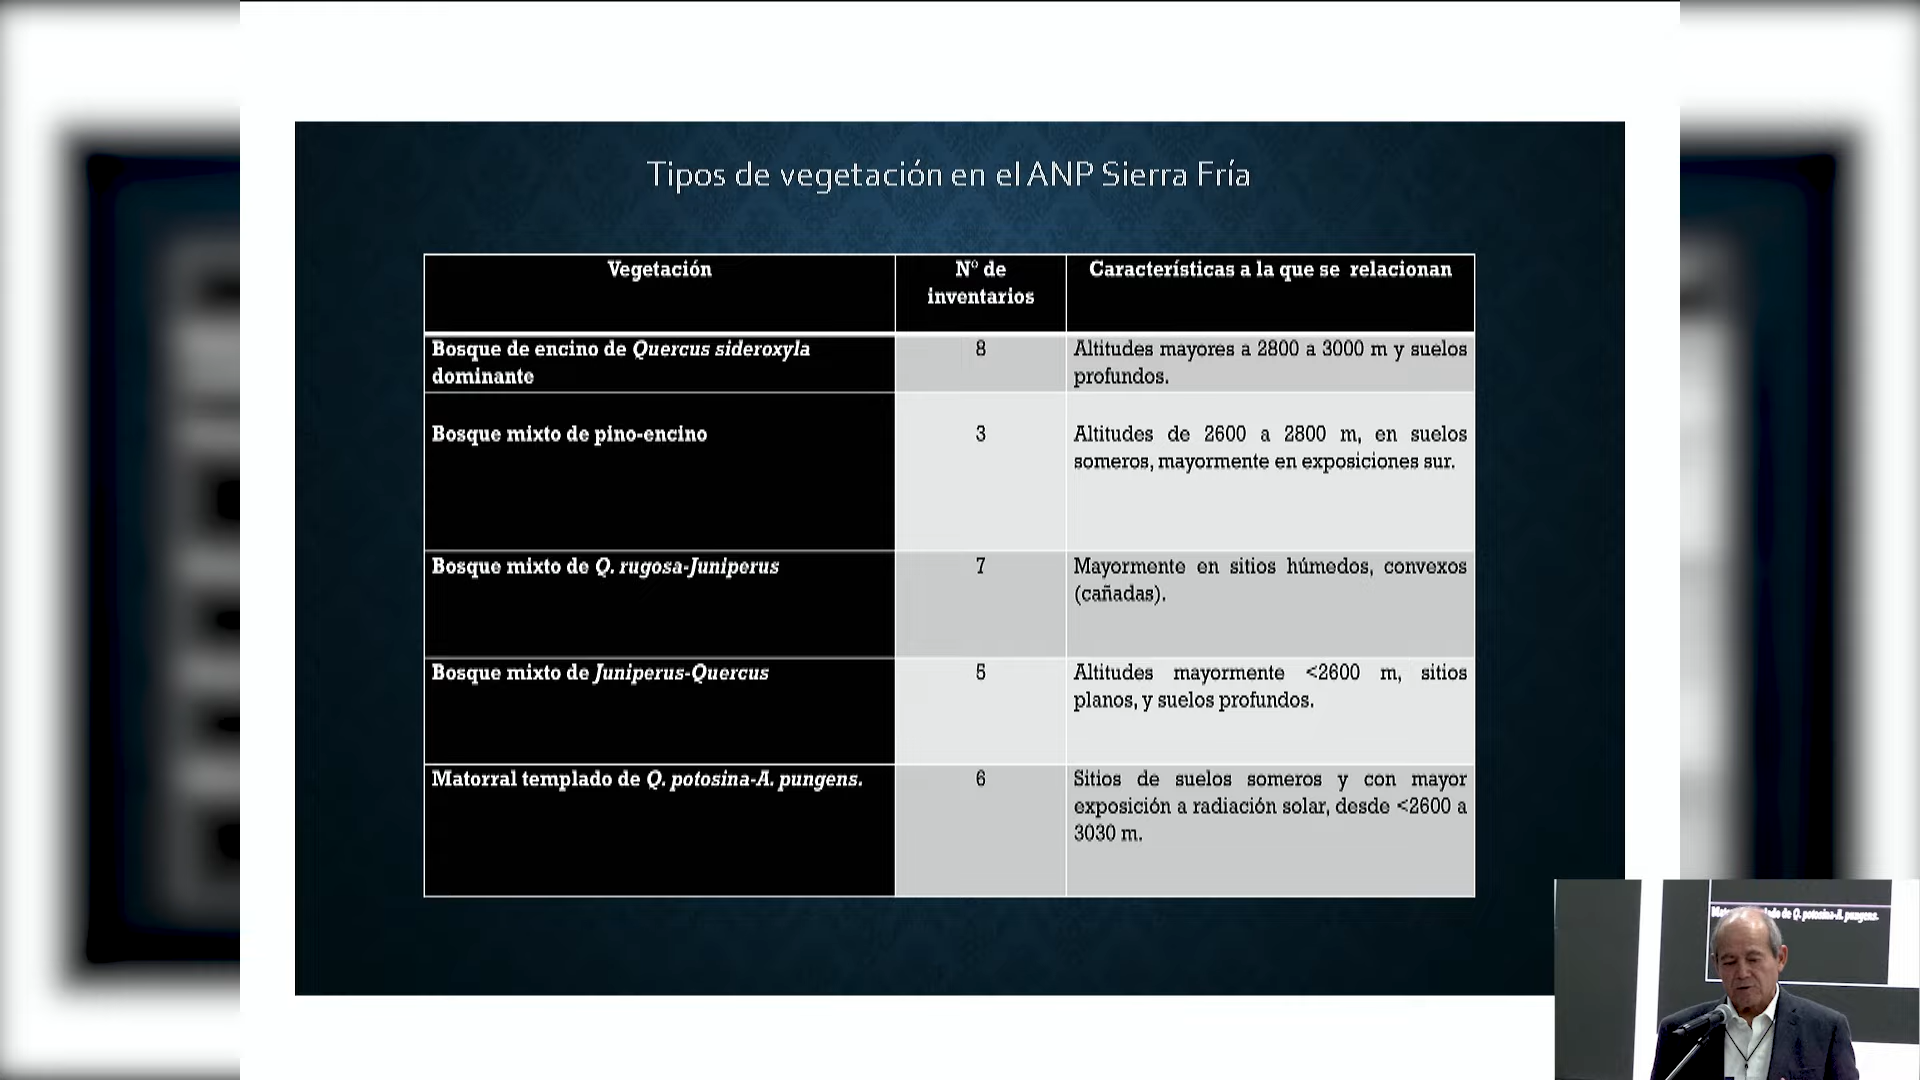 Tipos de vegetación en el ANP Sierra Fría
Vegetación
N° de
inventarios
Características a la que se relacionan
Bosque de encino de Quercus sideroxyla
dominante
8
Altitudes mayores a 2800 a 3000 m y suelos
profundos.
Bosque mixto de pino-encino
3
Altitudes de 2600 a 2800 m, en suelos
someros, mayormente en exposiciones sur.
Bosque mixto de Q. rugosa-Juniperus
7
Mayormente en sitios húmedos, convexos
(cañadas).
Bosque mixto de Juniperus-Quercus
5
Altitudes mayormente <2600 m, sitios
planos, y suelos profundos.
Matorral templado de Q. potosina-A. pungens.
6
Sitios de suelos someros y con mayor
exposición a radiación solar, desde <2600 a
3030 m.
de Q. potosina-A. pungens.